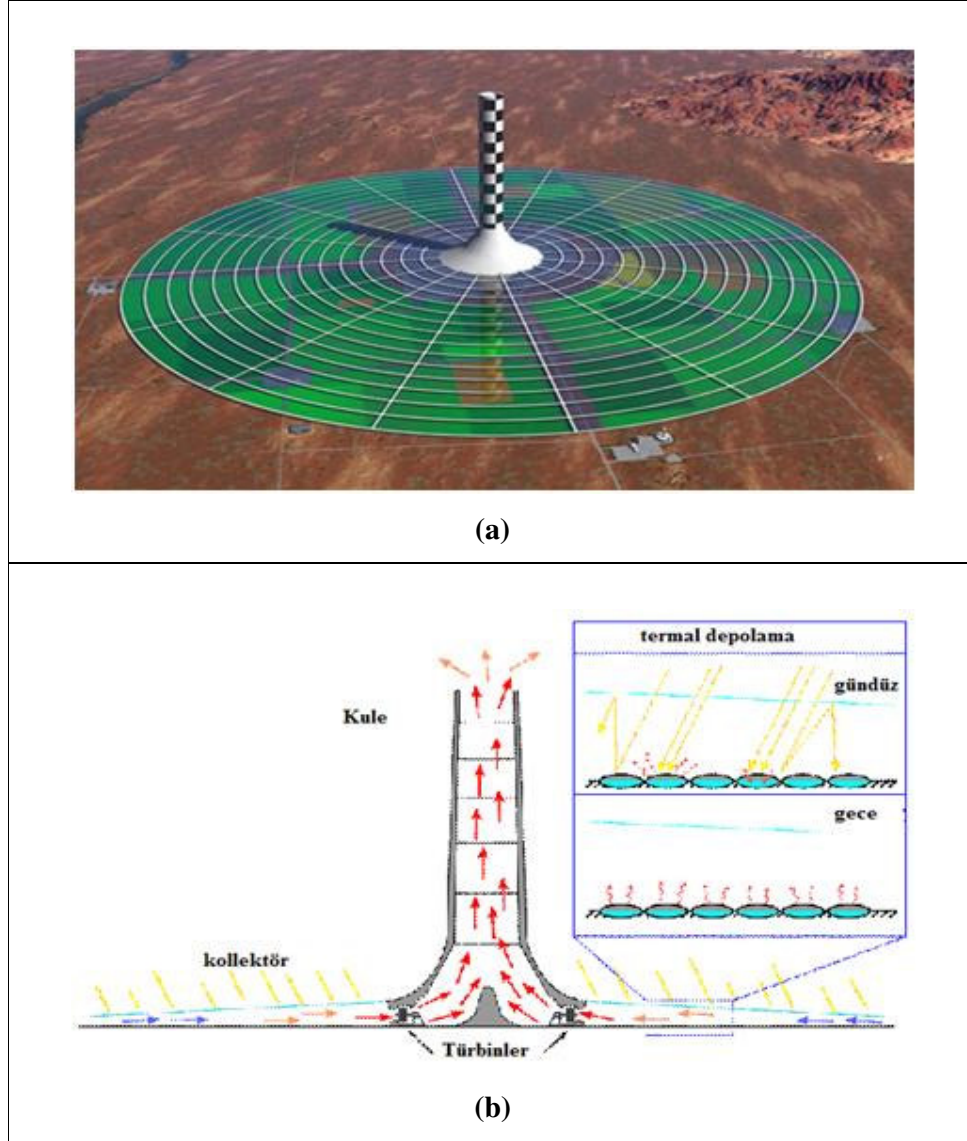 (a)
termal depolama
gündüz
Kule
gece
kollektör
Türbinler
(b)